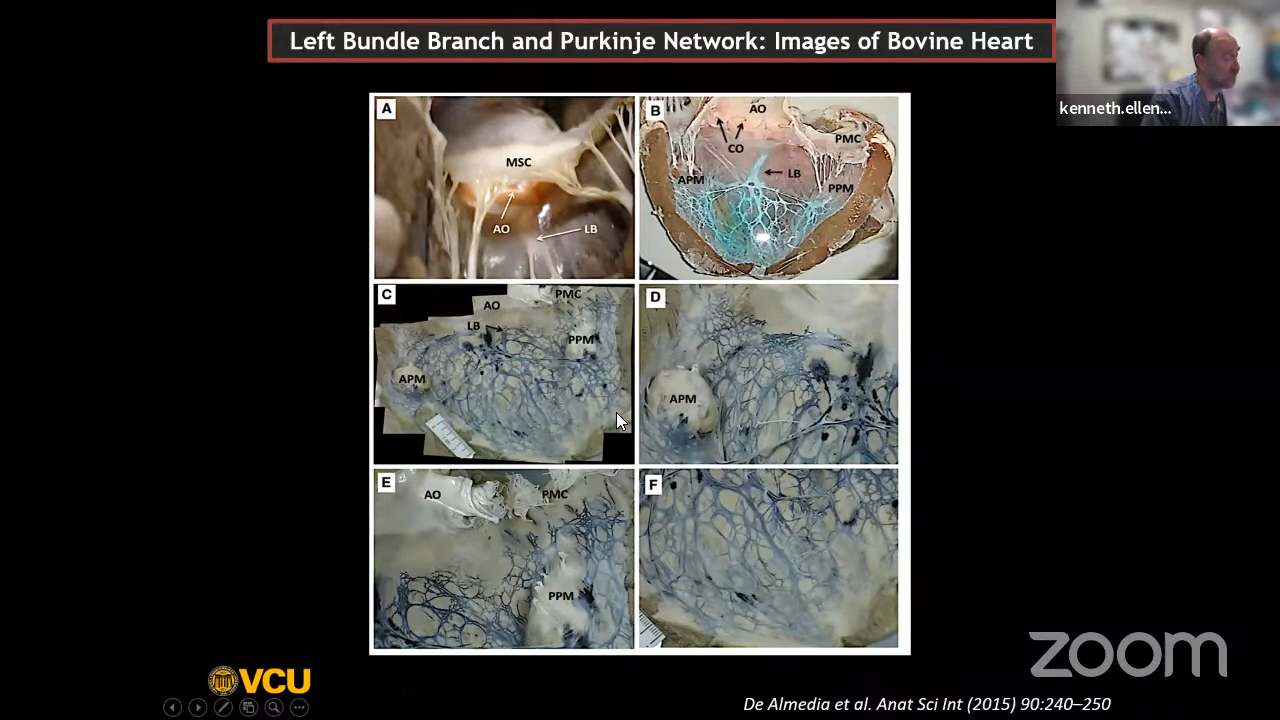 Left Bundle Branch and Purkinje Network: Images of Bovine Heart
kenneth.ellen...
A
MSC
AO
LB
B
AO
CO
PMC
LB
APM
PPM
C
AO
PMC
LB
PPM
APM
D
APM
E
AO
PMC
PPM
F
zoom
VCU
De Almedia et al. Anat Sci Int (2015) 90:240–250